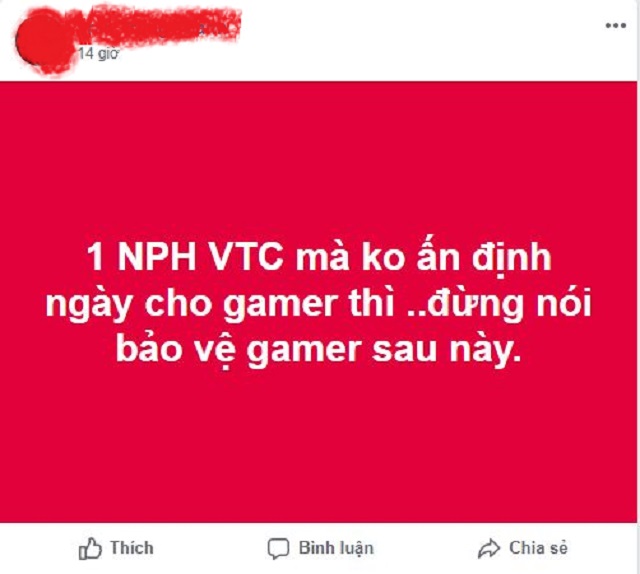 14 giờ
1 NPH VTC mà ko ấn định
ngày cho gamer thì ..đừng nói
bảo vệ gamer sau này.
Thích
Bình luận
Chia sẻ